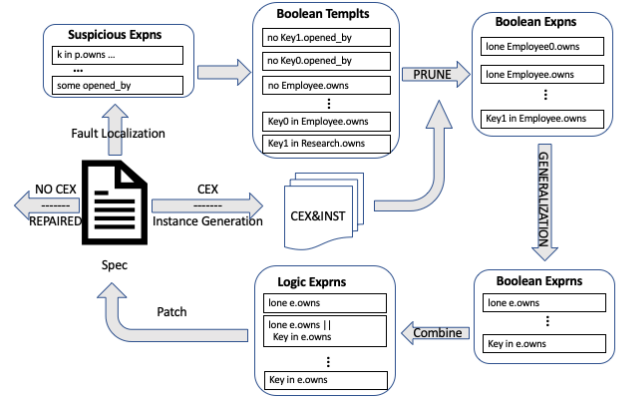 Suspicious Expns
k in p.owns ...
...
some opened_by
Boolean Templts
no Key1.opened_by
no Key0.opened_by
no Employee.owns
⋮
Key0 in Employee.owns
Key1 in Research.owns
PRUNE
Boolean Expns
lone Employee0.owns
lone Employee.owns
⋮
Key1 in Employee.owns
Fault Localization
NO CEX
-------
REPAIRED
CEX
-------
Instance Generation
CEX&INST
GENERALIZATION
Spec
Patch
Logic Exprns
lone e.owns
lone e.owns ||
Key in e.owns
⋮
Key in e.owns
Combine
Boolean Exprns
lone e.owns
⋮
Key in e.owns